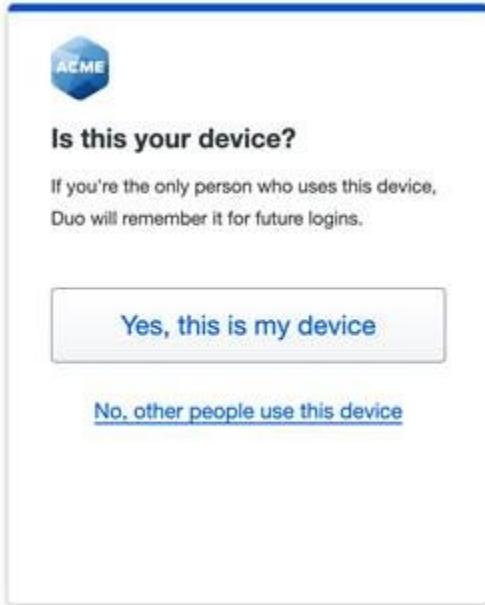 ACME
Is this your device?
If you're the only person who uses this device,
Duo will remember it for future logins.
Yes, this is my device
No, other people use this device